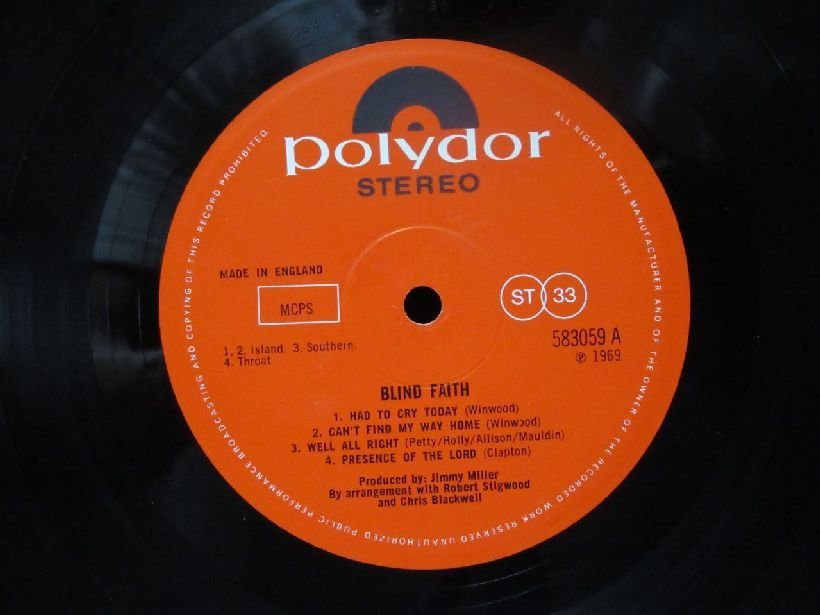 polydor
STEREO
ALL RIGHTS OF THE MANUFACTURER AND OF THE OWNER OF THE RECORDED WORK RESERVED UNAUTHORIZED PUBLIC PERFORMANCE BROADCASTING AND COPYING OF THIS RECORD PROHIBITED.
MADE IN ENGLAND
MCPS
ST 33
583059 A
℗ 1969
1, 2. Island. 3. Southern.
4. Throat
BLIND FAITH
1. HAD TO CRY TODAY (Winwood)
2. CAN'T FIND MY WAY HOME (Winwood)
3. WELL ALL RIGHT (Petty/Holly/Allison/Mauldin)
4. PRESENCE OF THE LORD (Clapton)
Produced by: Jimmy Miller
By arrangement with Robert Stigwood
and Chris Blackwell